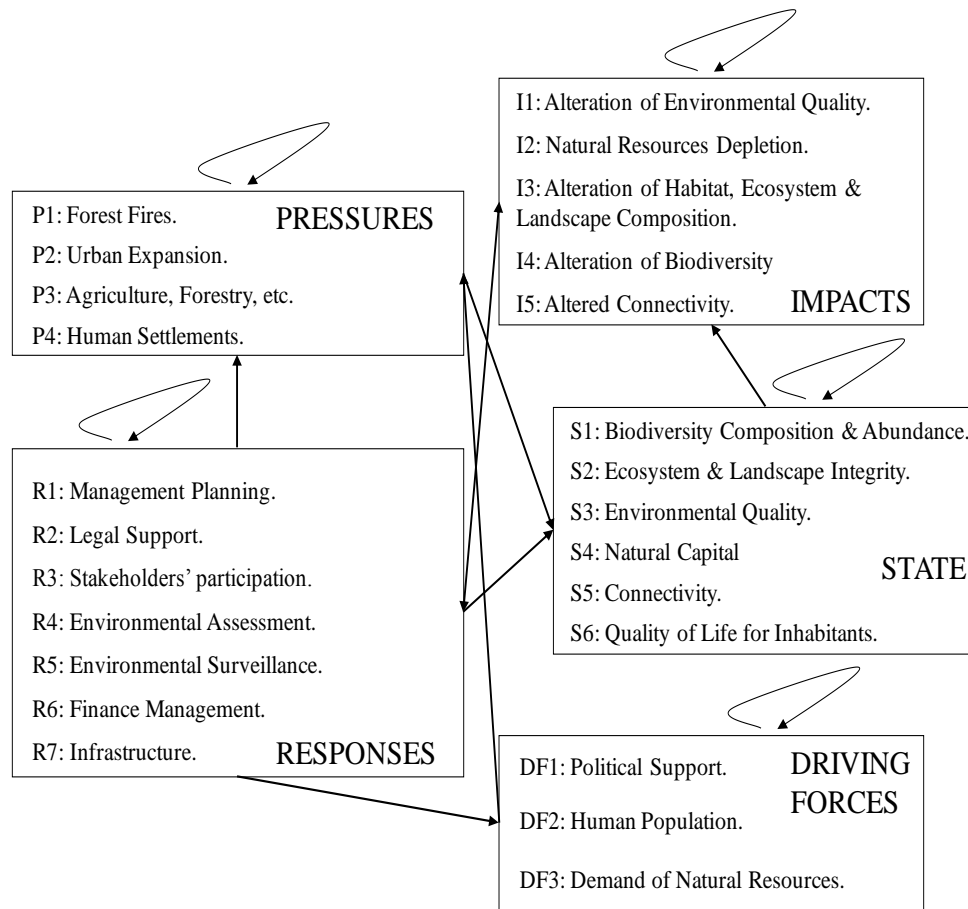 I1: Alteration of Environmental Quality.
I2: Natural Resources Depletion.
I3: Alteration of Habitat, Ecosystem &
Landscape Composition.
I4: Alteration of Biodiversity
I5: Altered Connectivity.
IMPACTS
P1: Forest Fires.
PRESSURES
P2: Urban Expansion.
P3: Agriculture, Forestry, etc.
P4: Human Settlements.
S1: Biodiversity Composition & Abundance.
S2: Ecosystem & Landscape Integrity.
S3: Environmental Quality.
S4: Natural Capital
STATE
S5: Connectivity.
S6: Quality of Life for Inhabitants.
R1: Management Planning.
R2: Legal Support.
R3: Stakeholders’ participation.
R4: Environmental Assessment.
R5: Environmental Surveillance.
R6: Finance Management.
R7: Infrastructure.
RESPONSES
DF1: Political Support.
DRIVING
FORCES
DF2: Human Population.
DF3: Demand of Natural Resources.